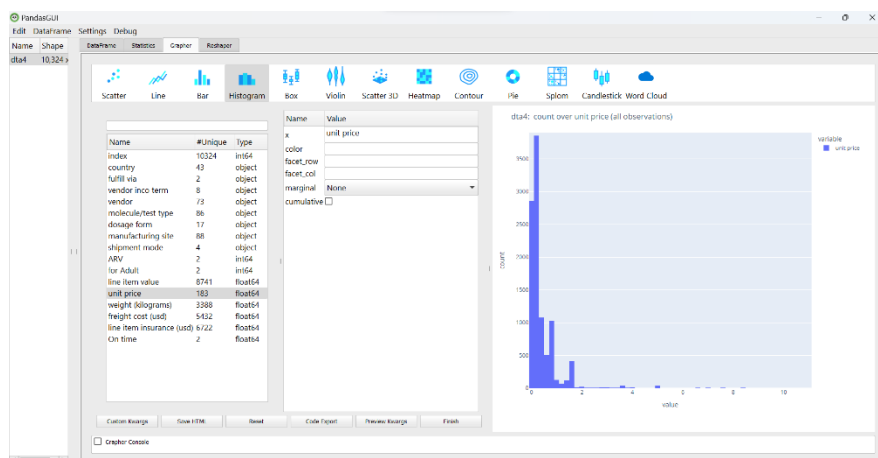 PandasGUI
Edit DataFrame Settings Debug
Name Shape
dta4 10,324 x
DataFrame Statistics Grapher Reshaper
Scatter Line Bar Histogram Box Violin Scatter 3D Heatmap Contour Pie Splom Candlestick Word Cloud
Name #Unique Type
index 10324 int64
country 43 object
fulfill via 2 object
vendor inco term 8 object
vendor 73 object
molecule/test type 86 object
dosage form 17 object
manufacturing site 88 object
shipment mode 4 object
ARV 2 int64
for Adult 2 int64
line item value 8741 float64
unit price 183 float64
weight (kilograms) 3388 float64
freight cost (usd) 5432 float64
line item insurance (usd) 6722 float64
On time 2 float64
Name Value
x unit price
color
facet_row
facet_col
marginal None
cumulative
dta4: count over unit price (all observations)
variable
unit price
3500
3000
2500
2000
1500
1000
500
0
count
0 2 4 6 8 10
value
Custom Kwargs Save HTML Reset Code Export Preview Kwargs Finish
Grapher Console